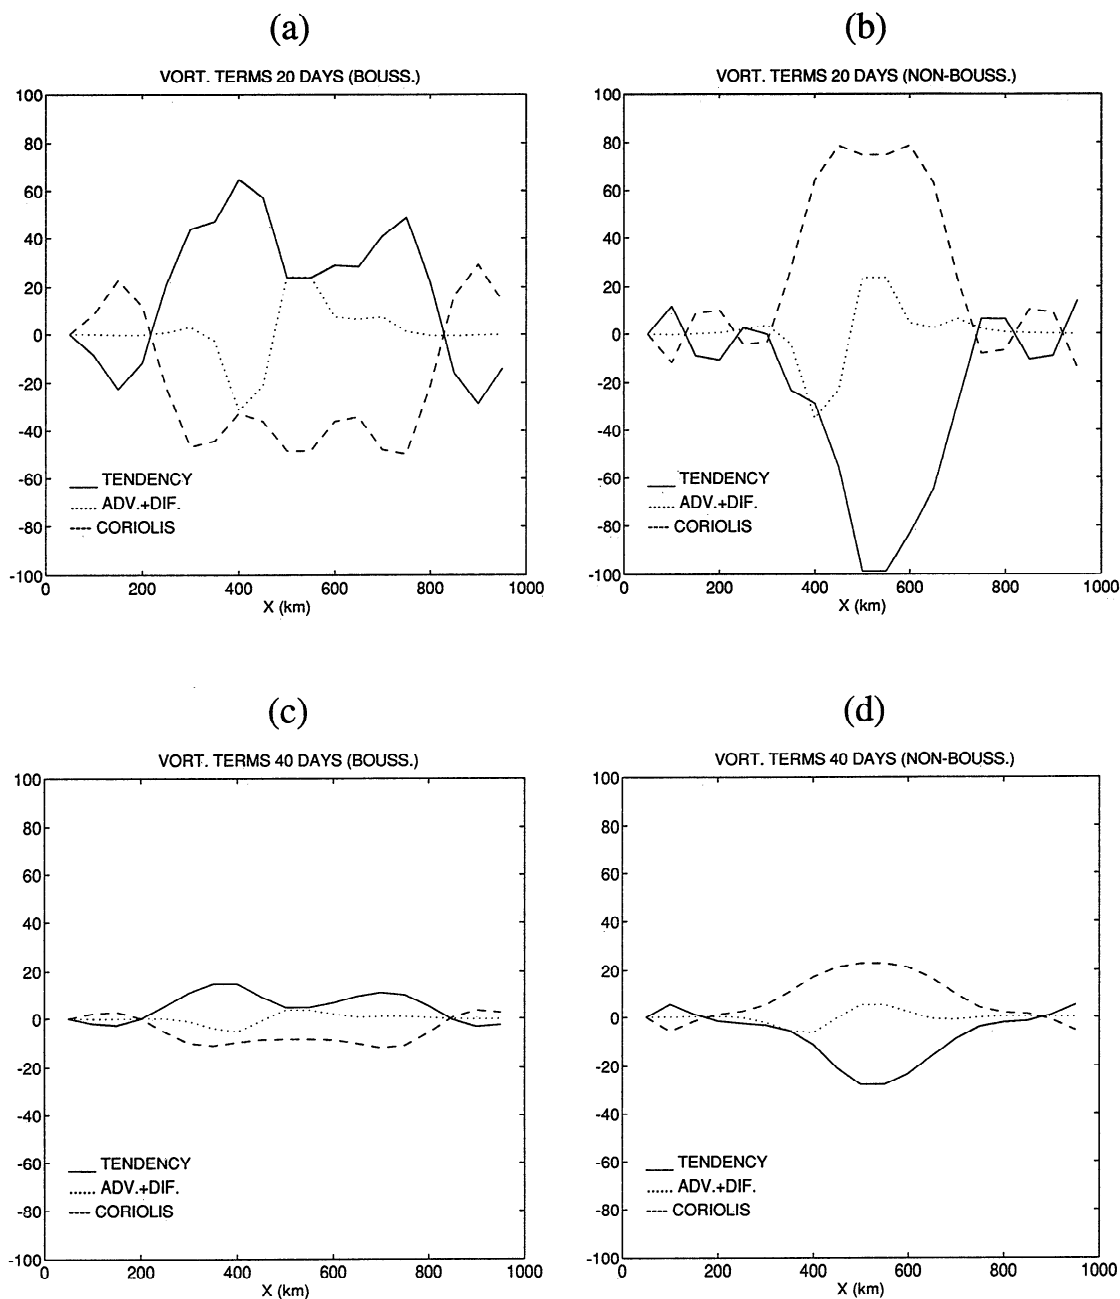 (a)
VORT. TERMS 20 DAYS (BOUSS.)
100
80
60
40
20
0
-20
-40
-60
-80
-100
TENDENCY
ADV.+DIF.
CORIOLIS
0 200 400 600 800 1000
X (km)
(b)
VORT. TERMS 20 DAYS (NON-BOUSS.)
100
80
60
40
20
0
-20
-40
-60
-80
-100
TENDENCY
ADV.+DIF.
CORIOLIS
0 200 400 600 800 1000
X (km)
(c)
VORT. TERMS 40 DAYS (BOUSS.)
100
80
60
40
20
0
-20
-40
-60
-80
-100
TENDENCY
ADV.+DIF.
CORIOLIS
0 200 400 600 800 1000
X (km)
(d)
VORT. TERMS 40 DAYS (NON-BOUSS.)
100
80
60
40
20
0
-20
-40
-60
-80
-100
TENDENCY
ADV.+DIF.
CORIOLIS
0 200 400 600 800 1000
X (km)